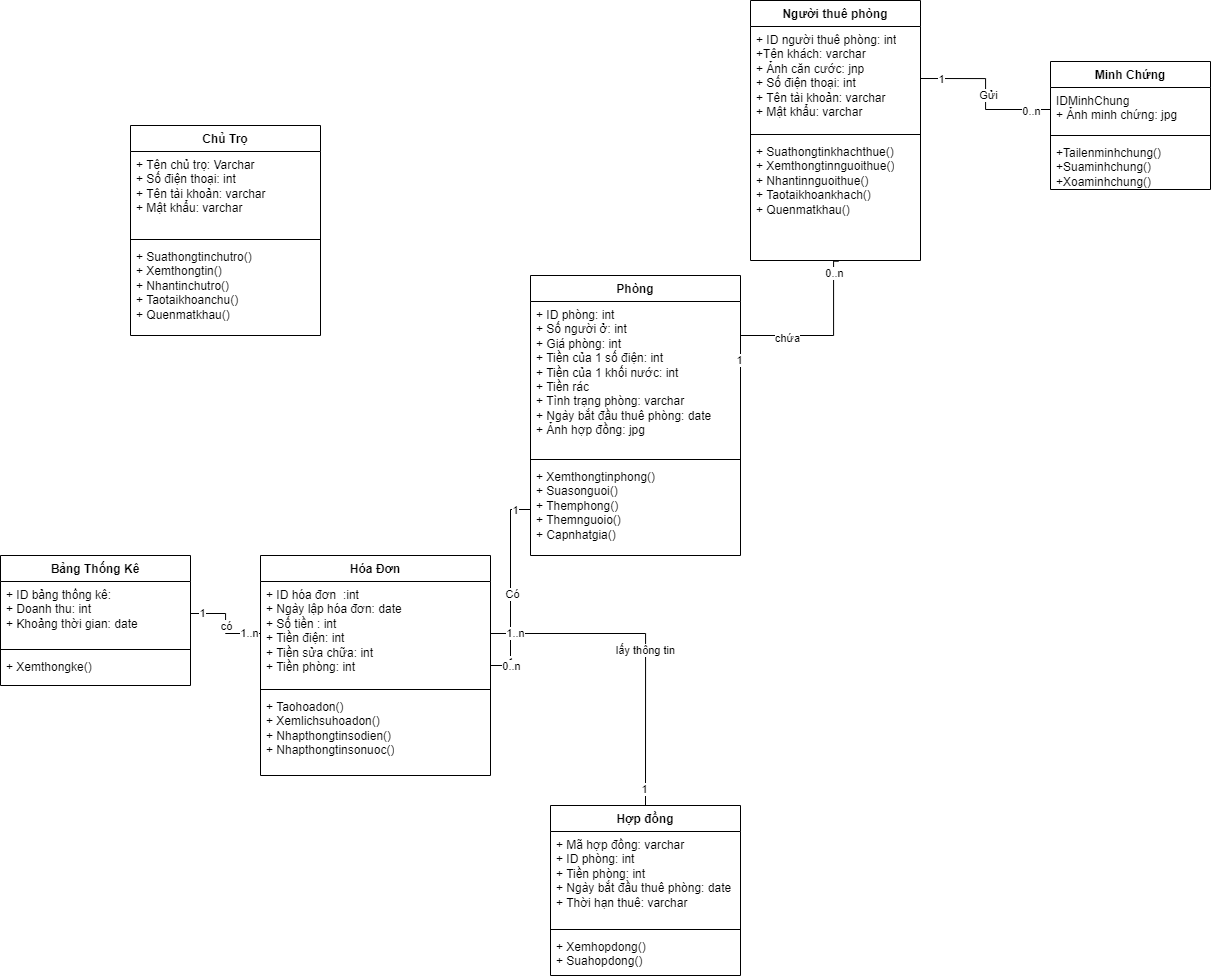 Người thuê phòng
+ ID người thuê phòng: int
+Tên khách: varchar
+ Ảnh căn cước: jnp
+ Số điện thoại: int
+ Tên tài khoản: varchar
+ Mật khẩu: varchar
+ Suathongtinkhachthue()
+ Xemthongtinnguoithue()
+ Nhantinnguoithue()
+ Taotaikhoankhach()
+ Quenmatkhau()
1
Gửi
0..n
Minh Chứng
IDMinhChung
+ Ảnh minh chứng: jpg
+Tailenminhchung()
+Suaminhchung()
+Xoaminhchung()
Chủ Trọ
+ Tên chủ trọ: Varchar
+ Số điện thoại: int
+ Tên tài khoản: varchar
+ Mật khẩu: varchar
+ Suathongtinchutro()
+ Xemthongtin()
+ Nhantinchutro()
+ Taotaikhoanchu()
+ Quenmatkhau()
0..n
chứa
1
Phòng
+ ID phòng: int
+ Số người ở: int
+ Giá phòng: int
+ Tiền của 1 số điện: int
+ Tiền của 1 khối nước: int
+ Tiền rác
+ Tình trạng phòng: varchar
+ Ngày bắt đầu thuê phòng: date
+ Ảnh hợp đồng: jpg
+ Xemthongtinphong()
+ Suasonguoi()
+ Themphong()
+ Themnguoio()
+ Capnhatgia()
1
Có
0..n
Bảng Thống Kê
+ ID bảng thống kê:
+ Doanh thu: int
+ Khoảng thời gian: date
+ Xemthongke()
1
có
1..n
Hóa Đơn
+ ID hóa đơn  :int
+ Ngày lập hóa đơn: date
+ Số tiền : int
+ Tiền điện: int
+ Tiền sửa chữa: int
+ Tiền phòng: int
+ Taohoadon()
+ Xemlichsuhoadon()
+ Nhapthongtinsodien()
+ Nhapthongtinsonuoc()
1..n
lấy thông tin
1
Hợp đồng
+ Mã hợp đồng: varchar
+ ID phòng: int
+ Tiền phòng: int
+ Ngày bắt đầu thuê phòng: date
+ Thời hạn thuê: varchar
+ Xemhopdong()
+ Suahopdong()